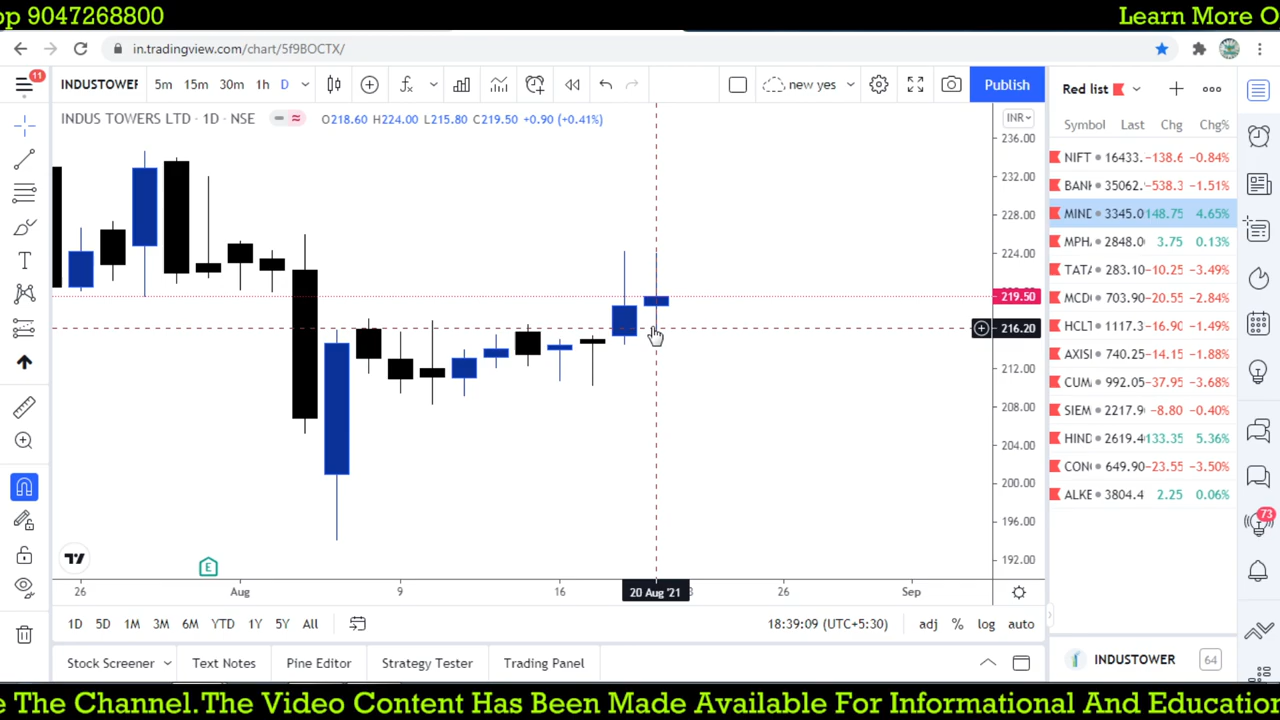 op 9047268800
Learn More O
in.tradingview.com/chart/5f9BOCTX/
11
INDUSTOWER
5m 15m 30m 1h D
new yes
Publish
Red list
INDUS TOWERS LTD · 1D · NSE
O218.60 H224.00 L215.80 C219.50 +0.90 (+0.41%)
INR
Symbol Last Chg Chg%
NIFT 16433. -138.6 -0.84%
BANK 35062. -538.3 -1.51%
MIND 3345.0 148.75 4.65%
MPH 2848.0 3.75 0.13%
TATA 283.10 -10.25 -3.49%
MCD 703.90 -20.55 -2.84%
HCLT 1117.3 -16.90 -1.49%
AXIS 740.25 -14.15 -1.88%
CUM 992.05 -37.95 -3.68%
SIEM 2217.9 -8.80 -0.40%
HIND 2619.4 133.35 5.36%
CON 649.90 -23.55 -3.50%
ALKE 3804.4 2.25 0.06%
236.00
232.00
228.00
224.00
219.50
216.20
212.00
208.00
204.00
200.00
196.00
192.00
E
73
26 Aug 9 16 20 Aug '21 26 Sep
1D 5D 1M 3M 6M YTD 1Y 5Y All
18:39:09 (UTC+5:30)
adj % log auto
Stock Screener Text Notes Pine Editor Strategy Tester Trading Panel
INDUSTOWER 64
e The Channel.The Video Content Has Been Made Available For Informational And Education